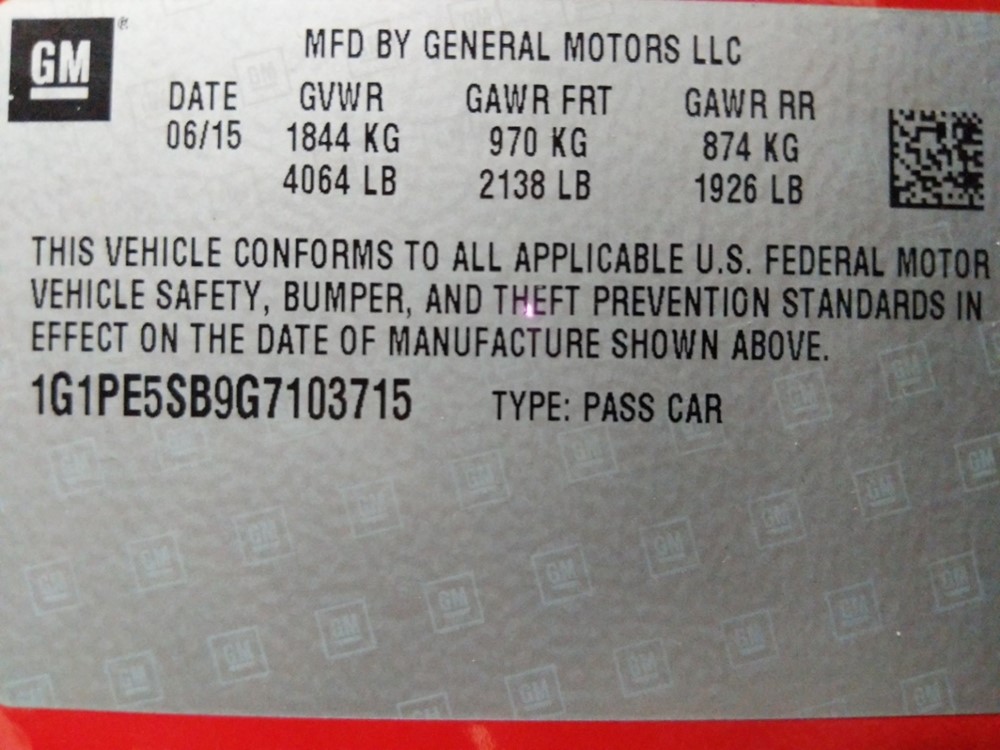 GM ®
MFD BY GENERAL MOTORS LLC
DATE GVWR GAWR FRT GAWR RR
06/15 1844 KG 970 KG 874 KG
4064 LB 2138 LB 1926 LB
THIS VEHICLE CONFORMS TO ALL APPLICABLE U.S. FEDERAL MOTOR
VEHICLE SAFETY, BUMPER, AND THEFT PREVENTION STANDARDS IN
EFFECT ON THE DATE OF MANUFACTURE SHOWN ABOVE.
1G1PE5SB9G7103715 TYPE: PASS CAR